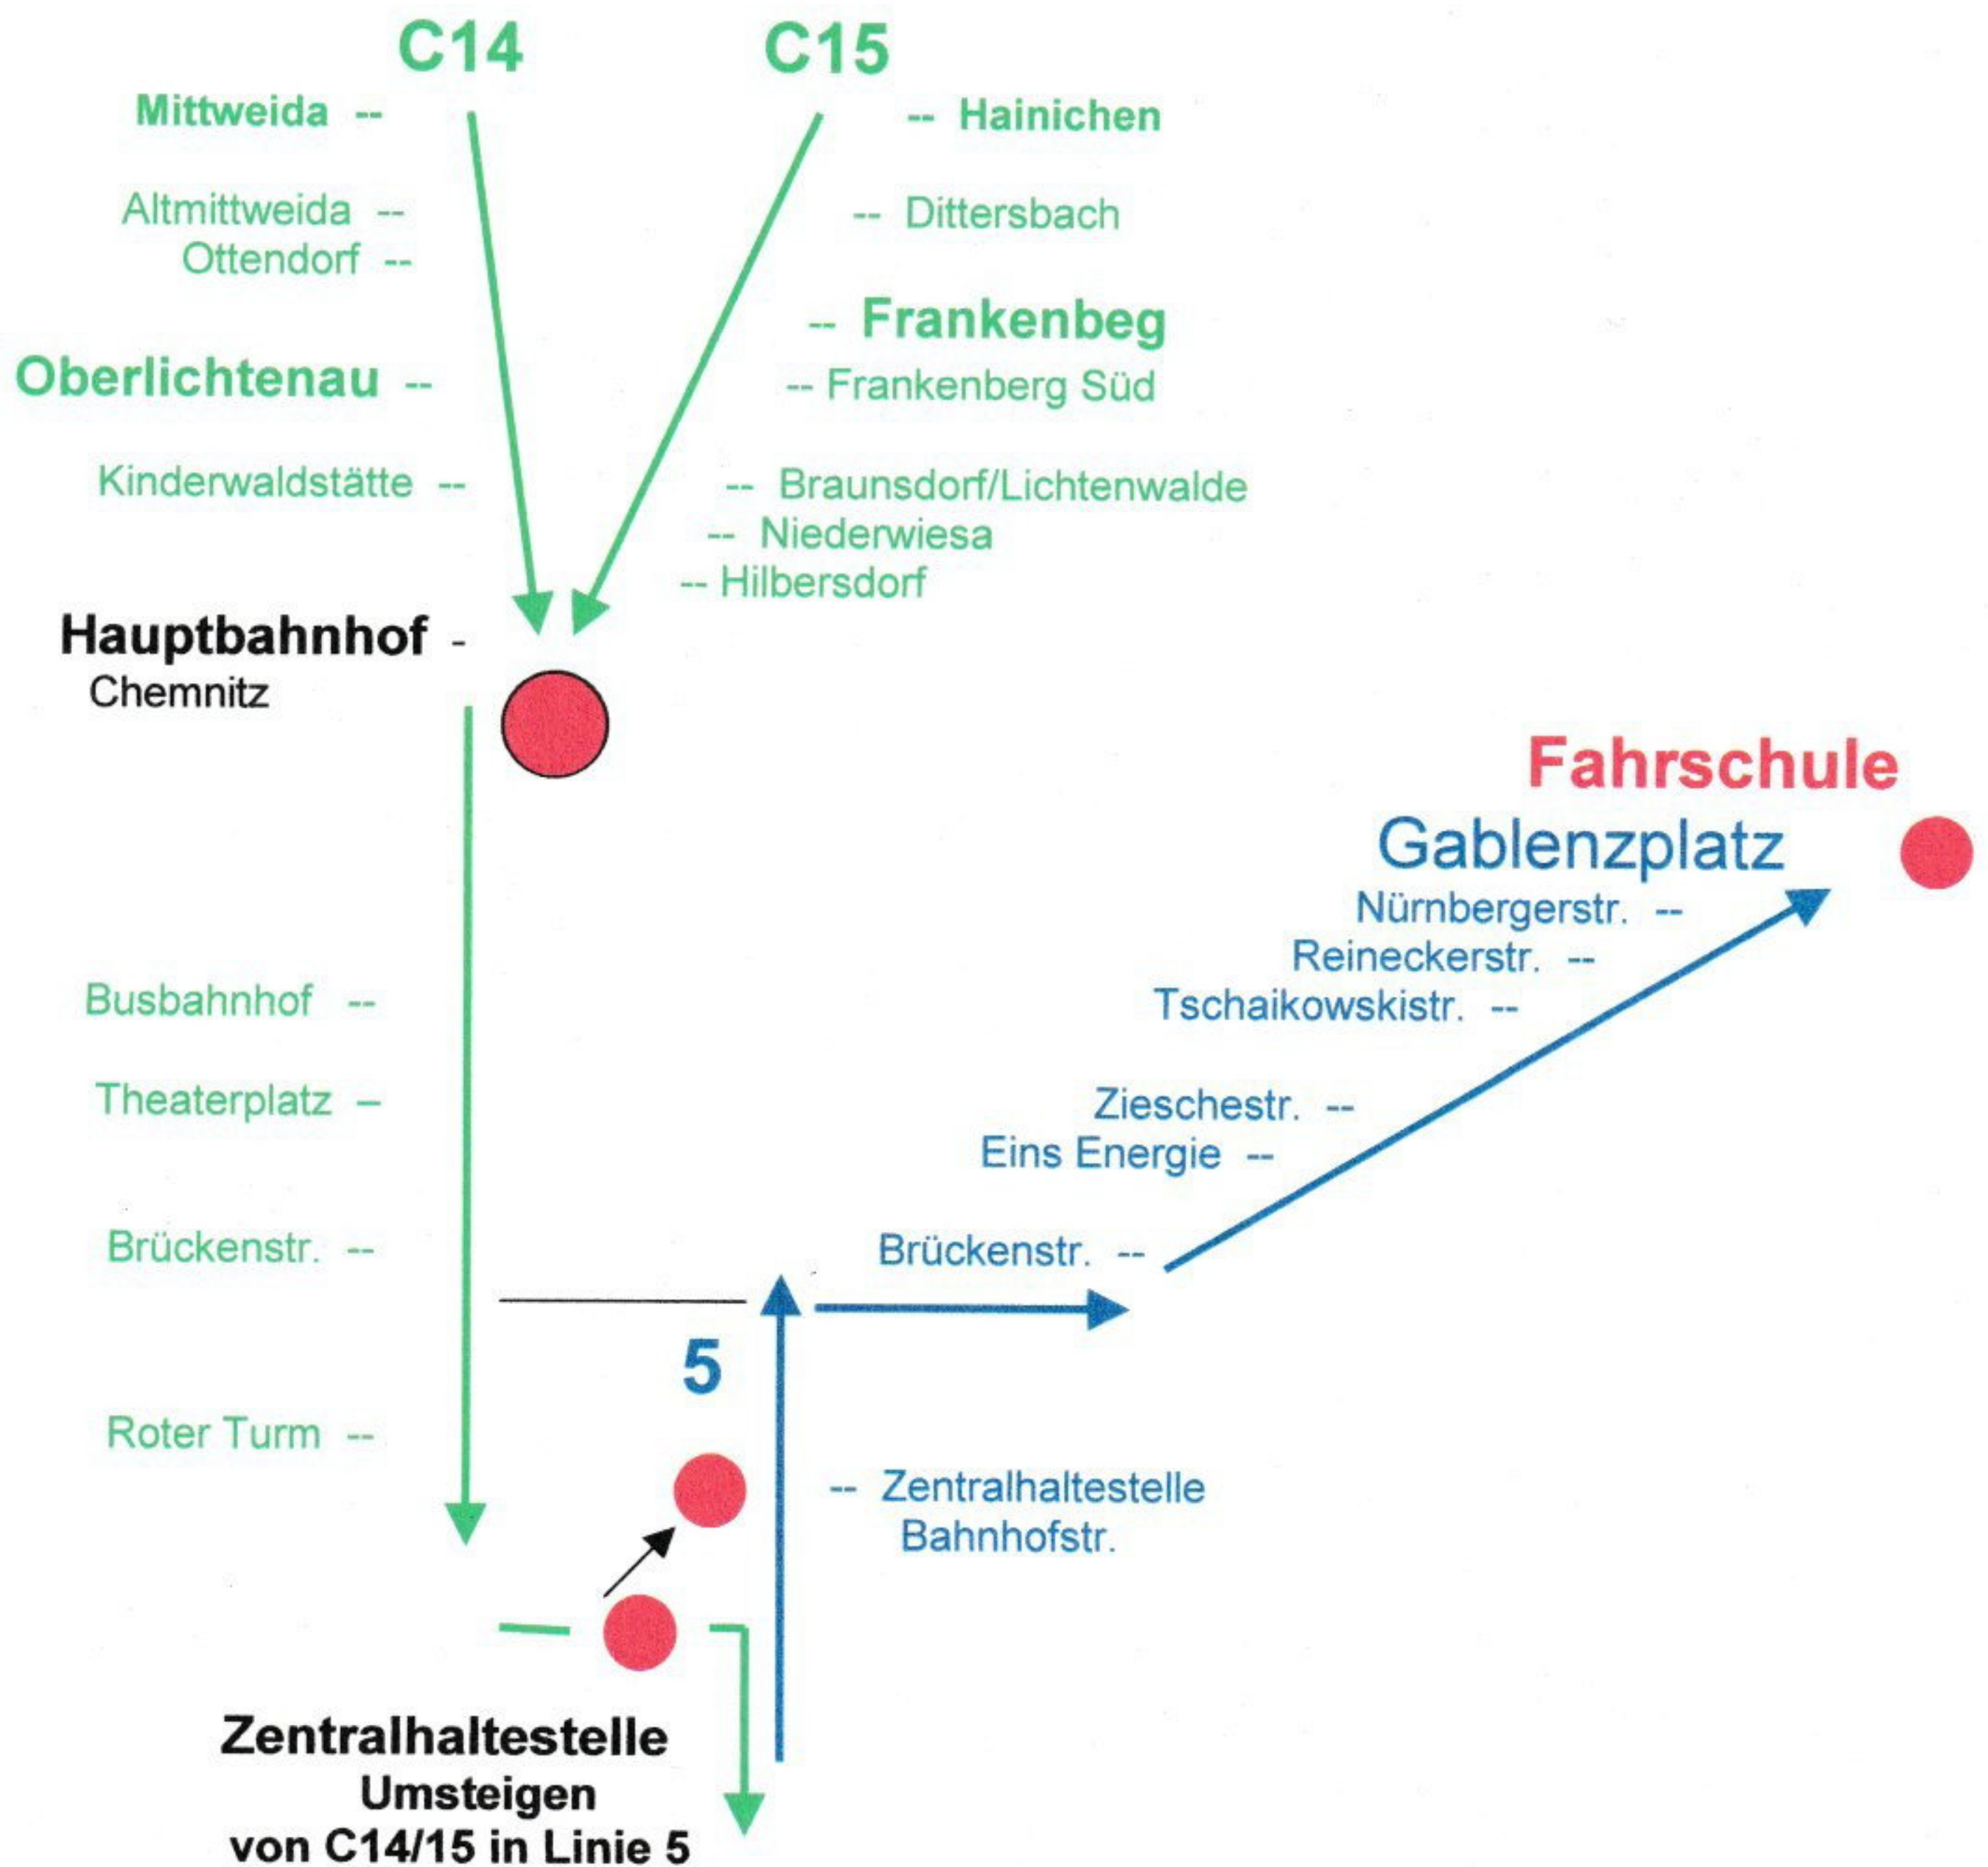 C14
C15
Mittweida --
-- Hainichen
Altmittweida --
-- Dittersbach
Ottendorf --
-- Frankenbeg
Oberlichtenau --
-- Frankenberg Süd
Kinderwaldstätte --
-- Braunsdorf/Lichtenwalde
-- Niederwiesa
-- Hilbersdorf
Hauptbahnhof -
Chemnitz
Fahrschule
Gablenzplatz
Nürnbergerstr. --
Reineckerstr. --
Tschaikowskistr. --
Zieschestr. --
Eins Energie --
Brückenstr. --
Busbahnhof --
Theaterplatz –
Brückenstr. --
Roter Turm --
5
-- Zentralhaltestelle
Bahnhofstr.
Zentralhaltestelle
Umsteigen
von C14/15 in Linie 5